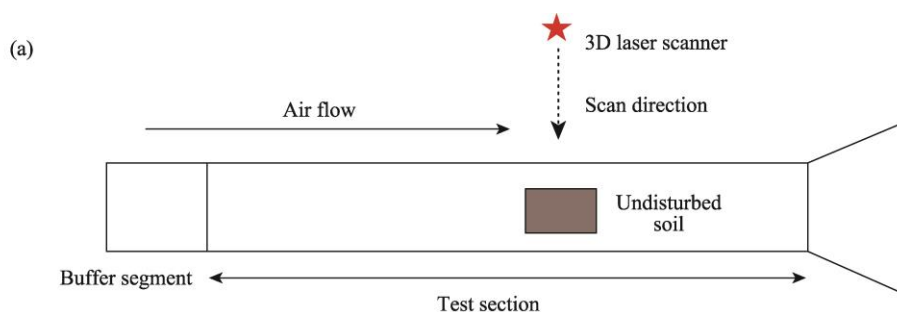 (a)
3D laser scanner
Air flow
Scan direction
Undisturbed
soil
Buffer segment
Test section